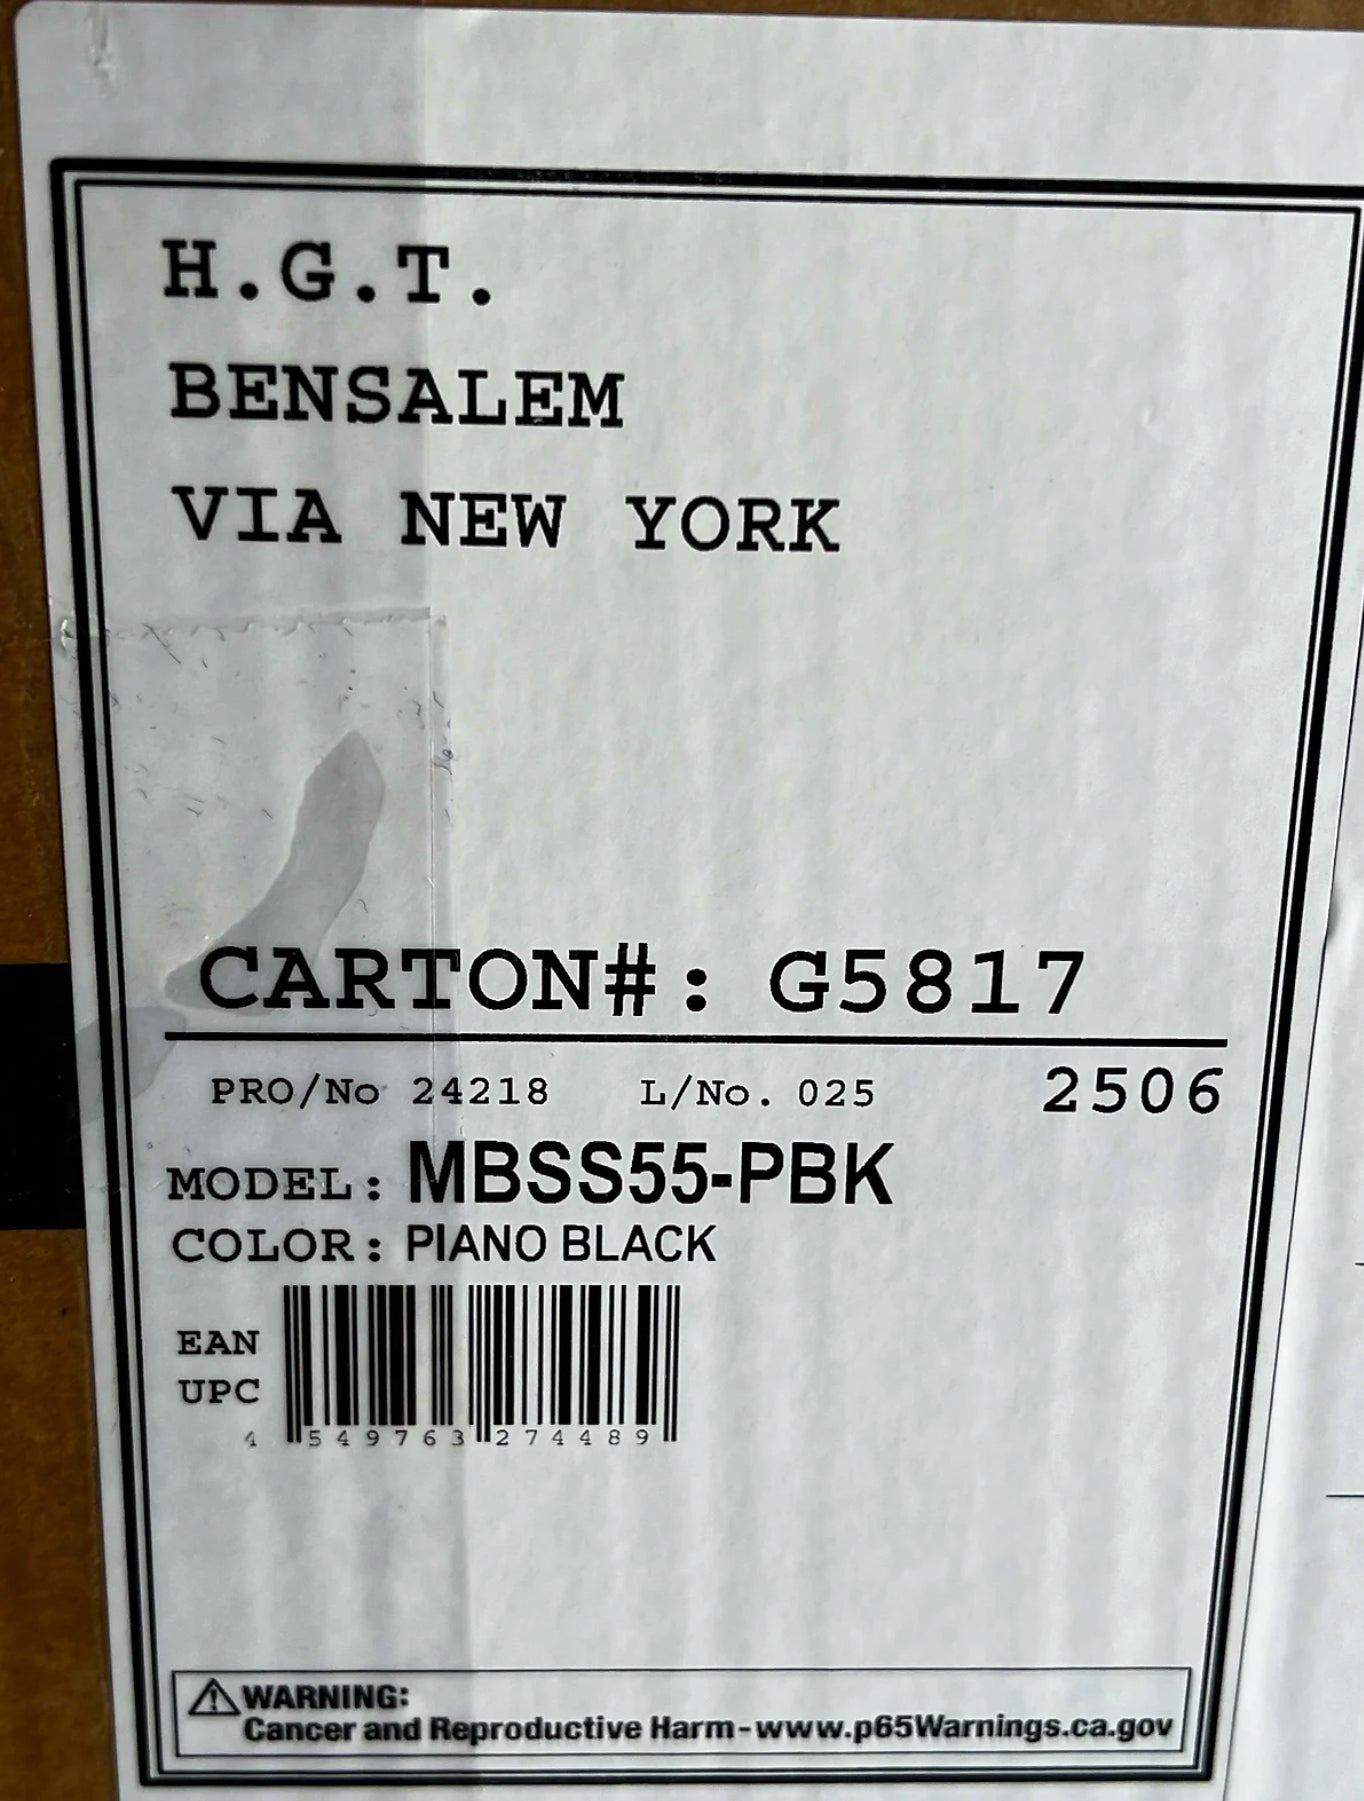 H.G.T.
BENSALEM
VIA NEW YORK
CARTON#: G5817
PRO/No 24218 L/No. 025 2506
MODEL: MBSS55-PBK
COLOR: PIANO BLACK
EAN
UPC
4 549763 274489
WARNING:
Cancer and Reproductive Harm-www.p65Warnings.ca.gov